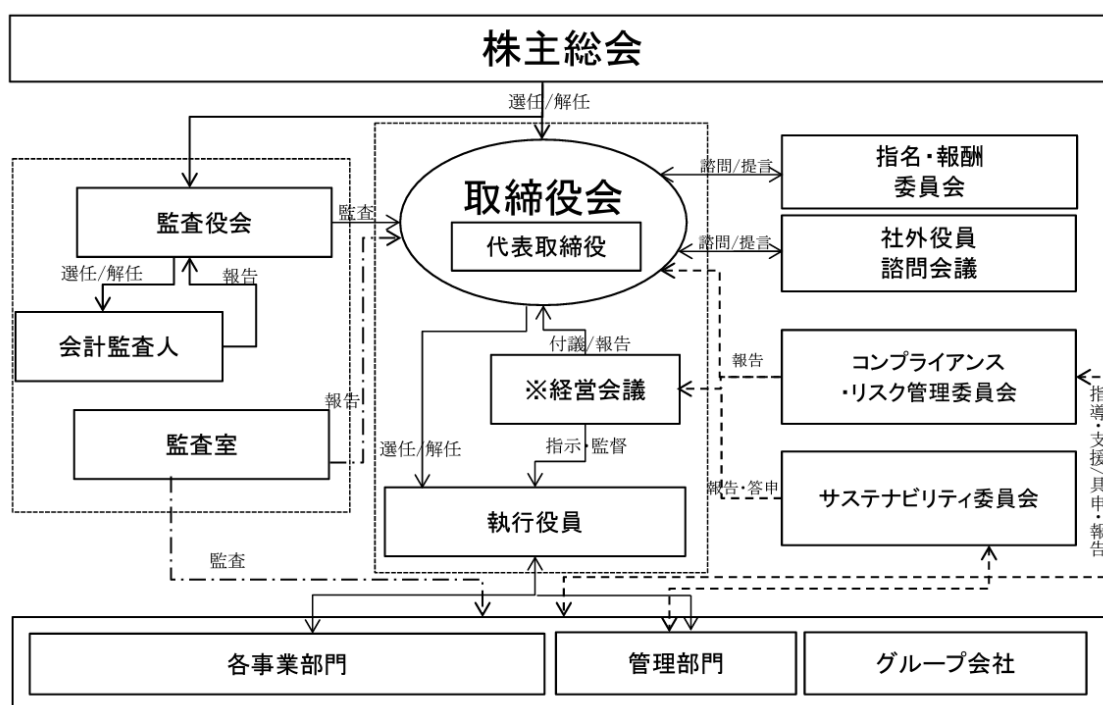 株主総会
選任/解任
指名・報酬
委員会
諮問/提言
取締役会
代表取締役
監査役会
監査
社外役員
諮問会議
諮問/提言
選任/解任
報告
会計監査人
付議/報告
※経営会議
報告
コンプライアンス
・リスク管理委員会
指導・支援/具申・報告
監査室
報告
選任/解任
指示・監督
報告・答申
サステナビリティ委員会
執行役員
監査
各事業部門
管理部門
グループ会社